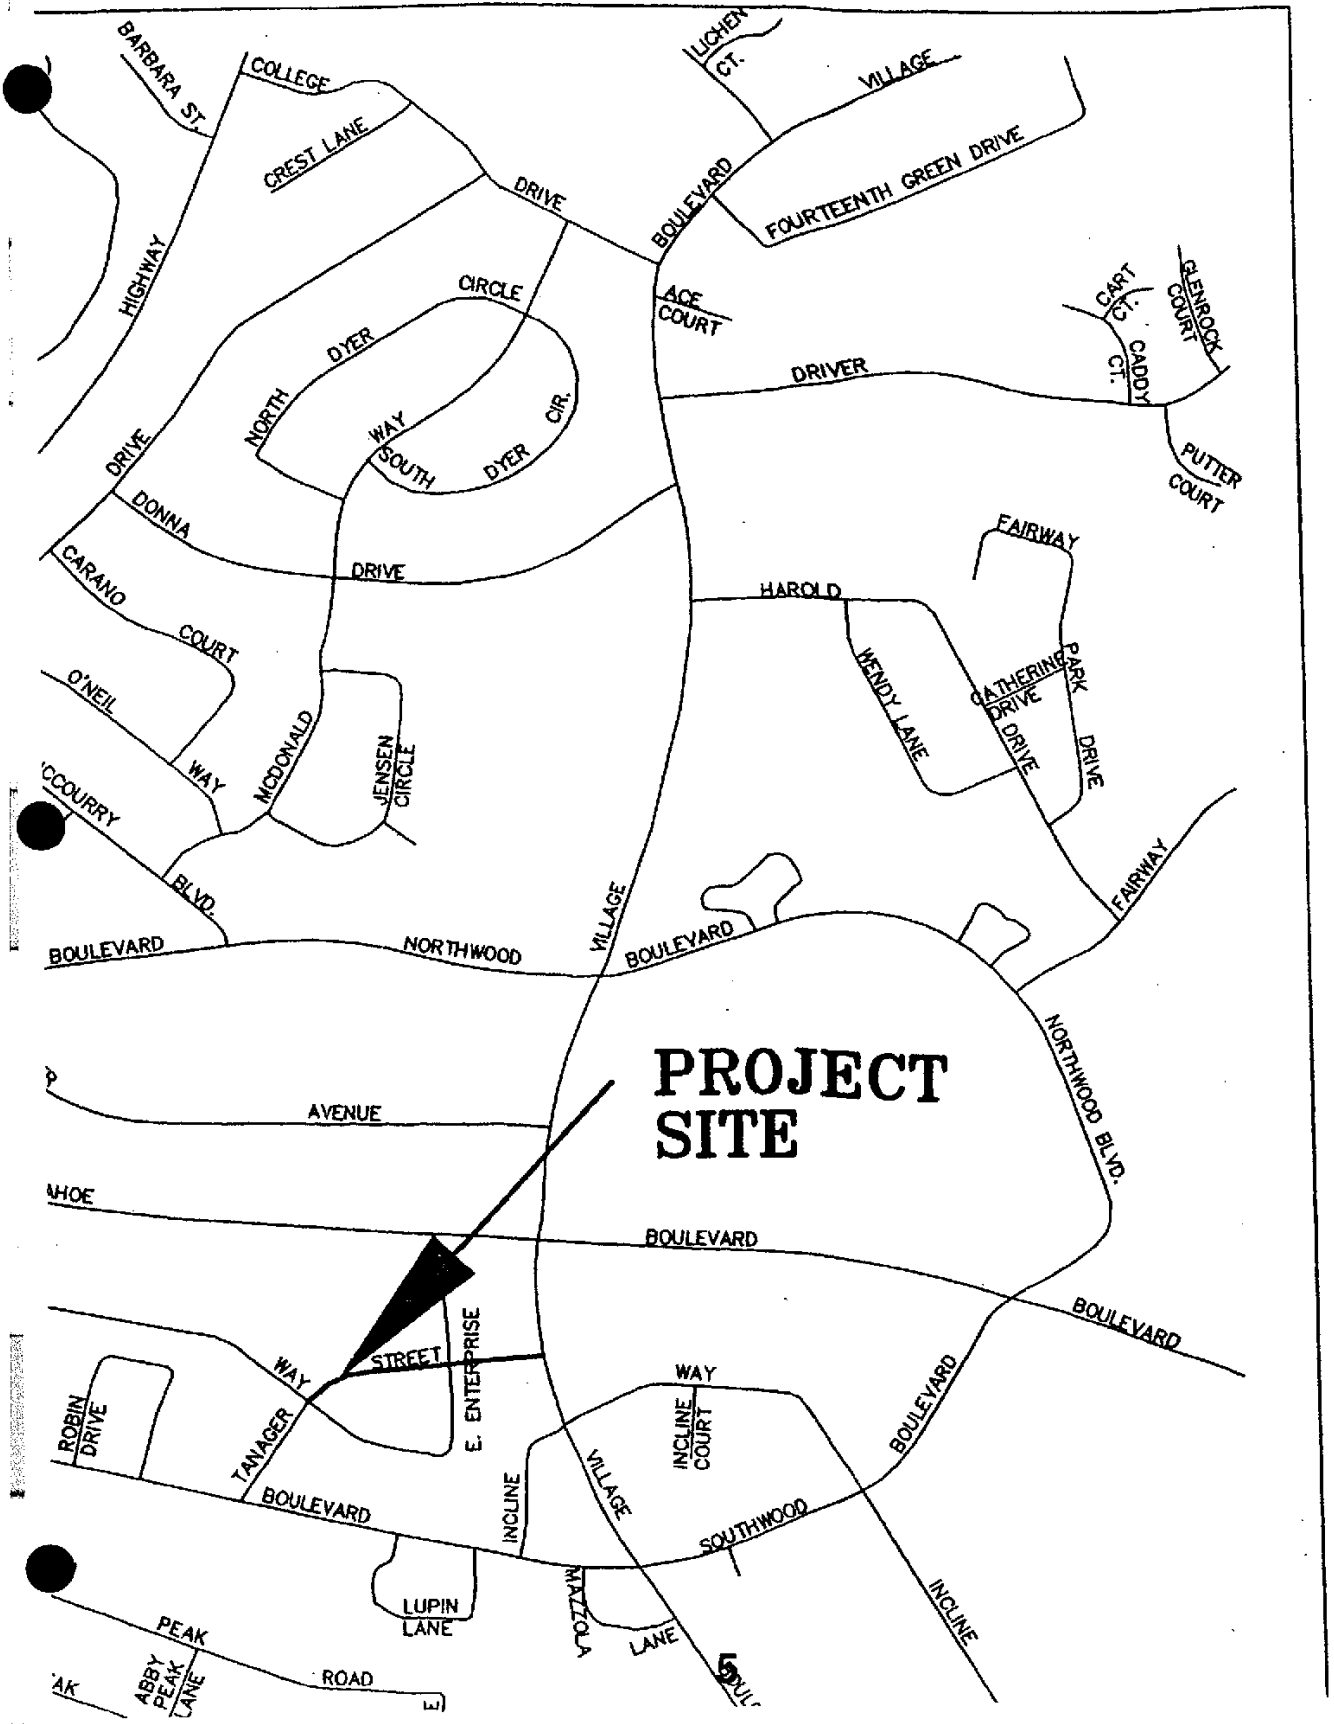 LICHEN
CT.
BARBARA ST.
COLLEGE
VILLAGE
CREST LANE
DRIVE
BOULEVARD
FOURTEENTH GREEN DRIVE
HIGHWAY
CIRCLE
ACE
COURT
CART
CT.
GLENROCK
COURT
DYER
DRIVER
CADDY
CT.
NORTH
WAY
CIR.
SOUTH
DYER
DRIVE
PUTTER
COURT
DONNA
DRIVE
FAIRWAY
CARANO
COURT
HAROLD
WENDY LANE
CATHERINE
DRIVE
PARK
DRIVE
DRIVE
O'NEIL
WAY
MCDONALD
JENSEN
CIRCLE
CCOURRY
BLVD.
FAIRWAY
VILLAGE
BOULEVARD
NORTHWOOD
BOULEVARD
NORTHWOOD BLVD.
PROJECT
SITE
AVENUE
AHOE
BOULEVARD
BOULEVARD
STREET
E. ENTERPRISE
WAY
WAY
ROBIN
DRIVE
TANAGER
INCLINE
COURT
BOULEVARD
VILLAGE
BOULEVARD
INCLINE
SOUTHWOOD
LUPIN
LANE
MAZZOLA
LANE
INCLINE
PEAK
ROAD
ABBY
PEAK
LANE
AK
E
5
BOUL